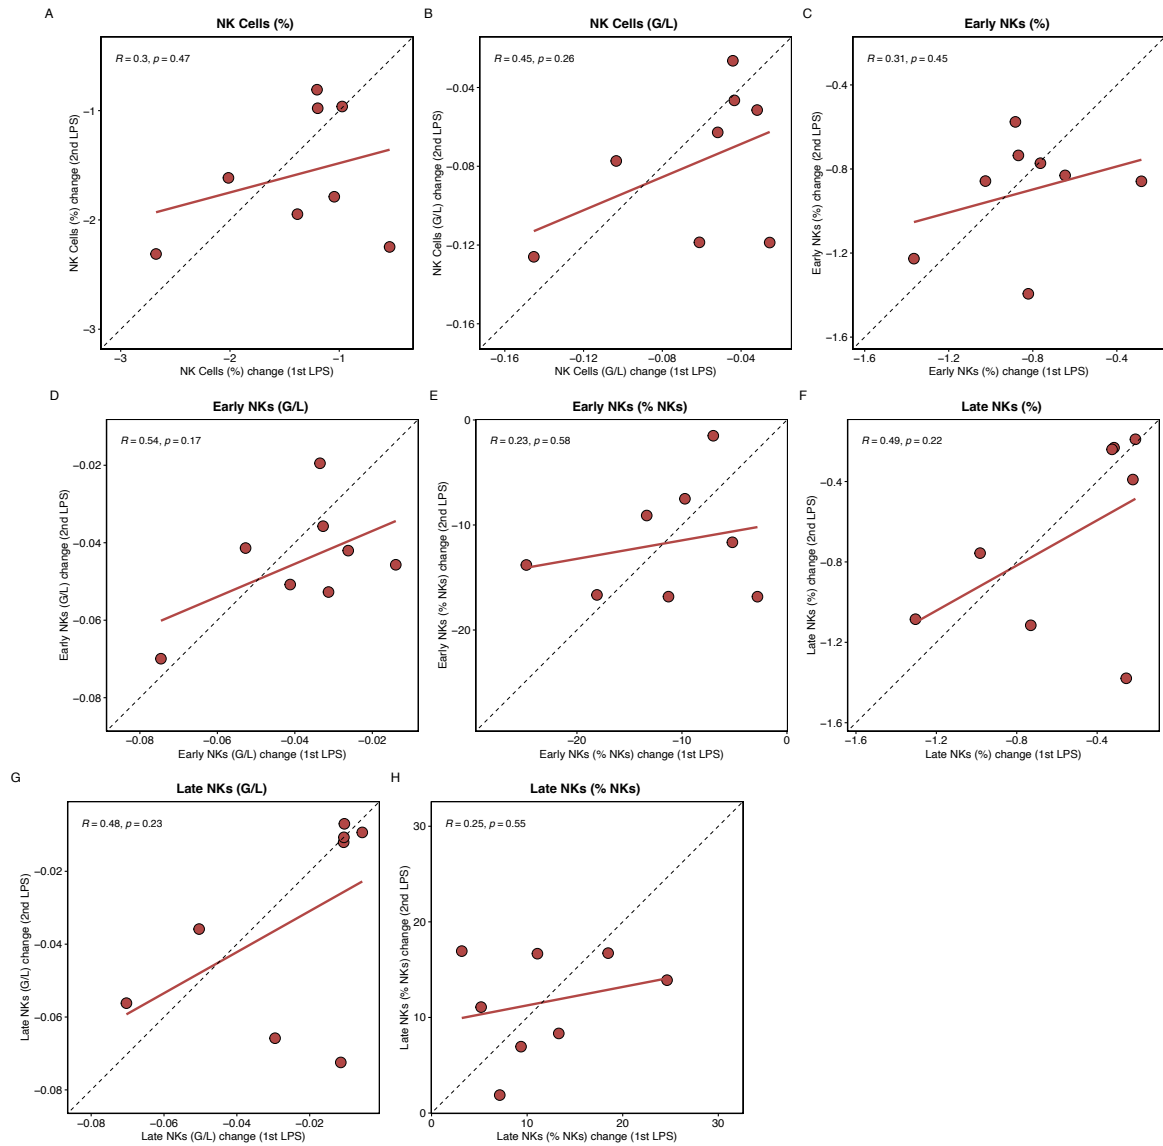 A
NK Cells (%)
R = 0.3, p = 0.47
NK Cells (%) change (2nd LPS)
−1
−2
−3
−3
−2
−1
NK Cells (%) change (1st LPS)
B
NK Cells (G/L)
R = 0.45, p = 0.26
NK Cells (G/L) change (2nd LPS)
−0.04
−0.08
−0.12
−0.16
−0.16
−0.12
−0.08
−0.04
NK Cells (G/L) change (1st LPS)
C
Early NKs (%)
R = 0.31, p = 0.45
Early NKs (%) change (2nd LPS)
−0.4
−0.8
−1.2
−1.6
−1.6
−1.2
−0.8
−0.4
Early NKs (%) change (1st LPS)
D
Early NKs (G/L)
R = 0.54, p = 0.17
Early NKs (G/L) change (2nd LPS)
−0.02
−0.04
−0.06
−0.08
−0.08
−0.06
−0.04
−0.02
Early NKs (G/L) change (1st LPS)
E
Early NKs (% NKs)
R = 0.23, p = 0.58
Early NKs (% NKs) change (2nd LPS)
0
−10
−20
−20
−10
0
Early NKs (% NKs) change (1st LPS)
F
Late NKs (%)
R = 0.49, p = 0.22
Late NKs (%) change (2nd LPS)
−0.4
−0.8
−1.2
−1.6
−1.6
−1.2
−0.8
−0.4
Late NKs (%) change (1st LPS)
G
Late NKs (G/L)
R = 0.48, p = 0.23
Late NKs (G/L) change (2nd LPS)
−0.02
−0.04
−0.06
−0.08
−0.08
−0.06
−0.04
−0.02
Late NKs (G/L) change (1st LPS)
H
Late NKs (% NKs)
R = 0.25, p = 0.55
Late NKs (% NKs) change (2nd LPS)
30
20
10
0
0
10
20
30
Late NKs (% NKs) change (1st LPS)